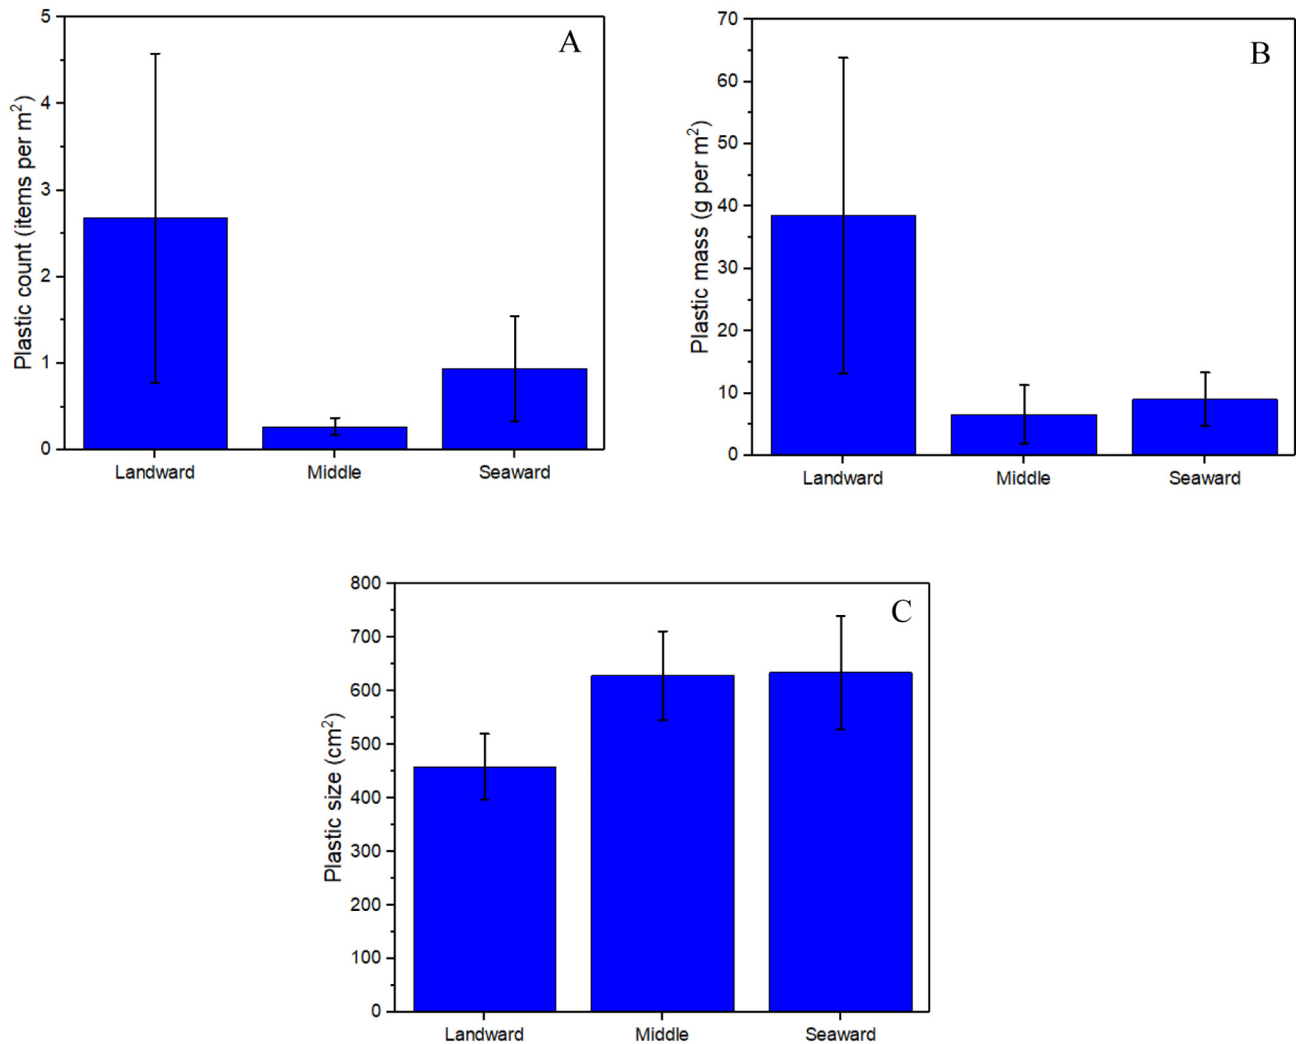 A
Plastic count (items per m²)
5
4
3
2
1
0
Landward Middle Seaward
B
Plastic mass (g per m²)
70
60
50
40
30
20
10
0
Landward Middle Seaward
C
Plastic size (cm²)
800
700
600
500
400
300
200
100
0
Landward Middle Seaward